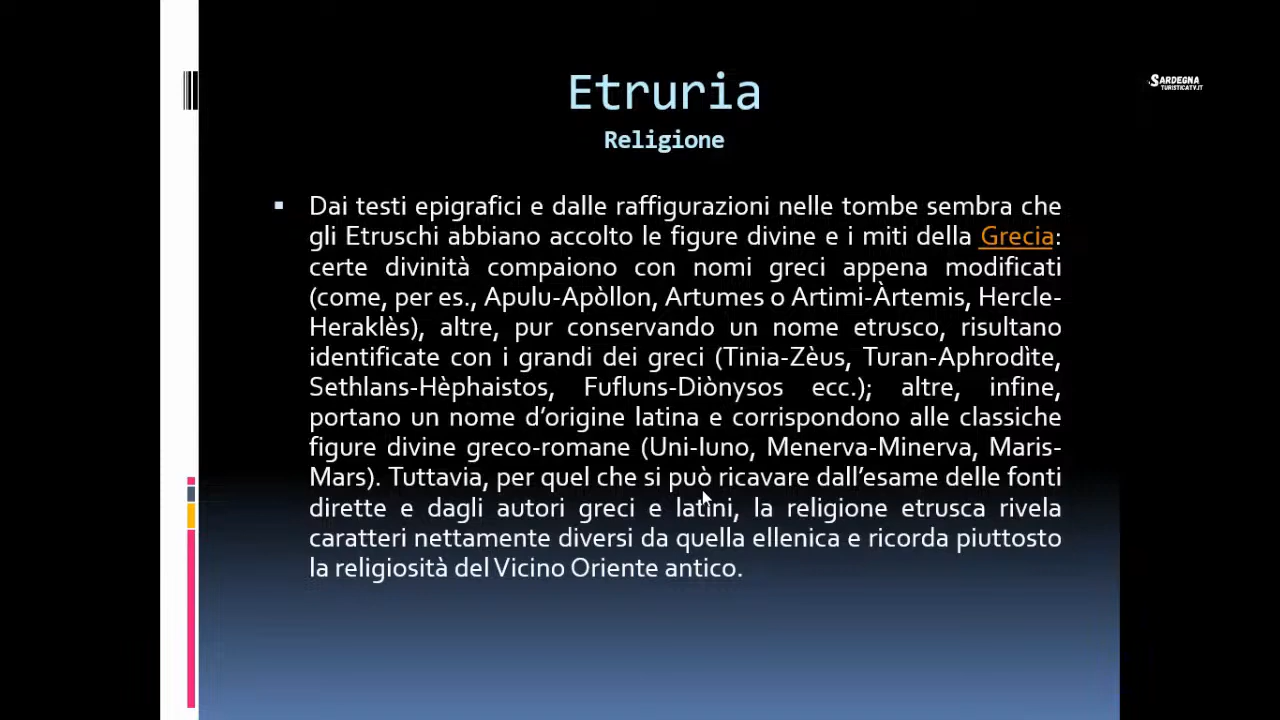 Etruria
SARDEGNA
TURISTICATV.IT
Religione
Dai testi epigrafici e dalle raffigurazioni nelle tombe sembra che
gli Etruschi abbiano accolto le figure divine e i miti della Grecia:
certe divinità compaiono con nomi greci appena modificati
(come, per es., Apulu-Apòllon, Artumes o Artimi-Àrtemis, Hercle-
Heraklès), altre, pur conservando un nome etrusco, risultano
identificate con i grandi dei greci (Tinia-Zèus, Turan-Aphrodìte,
Sethlans-Hèphaistos, Fufluns-Diònysos ecc.); altre, infine,
portano un nome d’origine latina e corrispondono alle classiche
figure divine greco-romane (Uni-Iuno, Menerva-Minerva, Maris-
Mars). Tuttavia, per quel che si può ricavare dall’esame delle fonti
dirette e dagli autori greci e latini, la religione etrusca rivela
caratteri nettamente diversi da quella ellenica e ricorda piuttosto
la religiosità del Vicino Oriente antico.